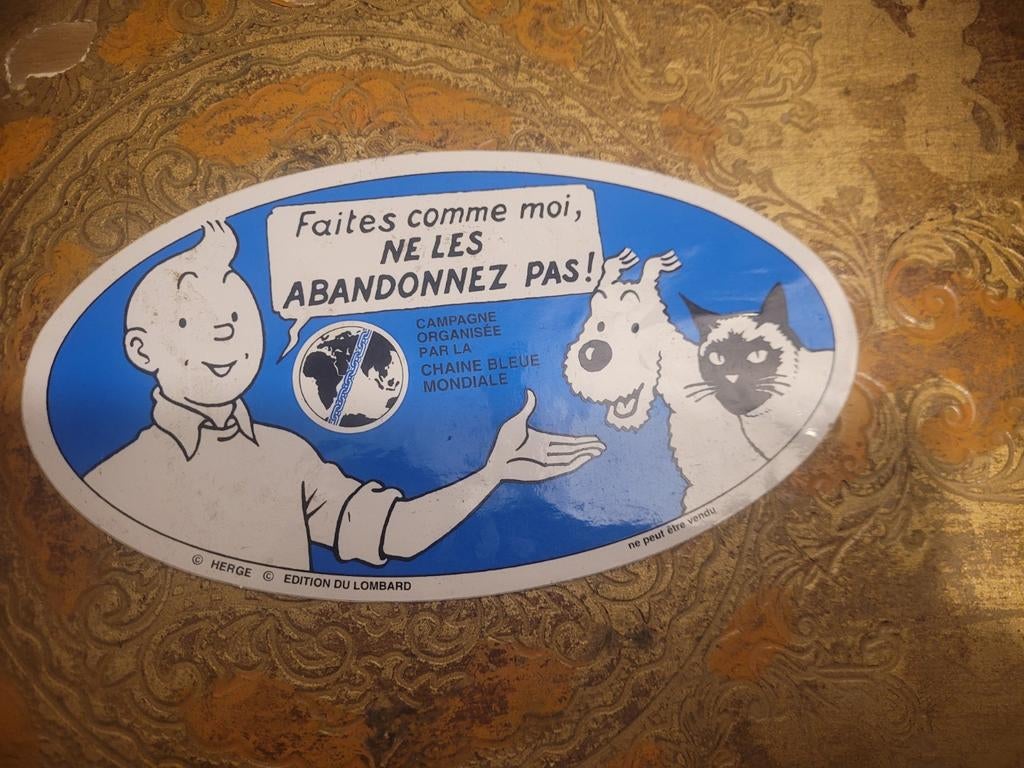 Faites comme moi,
NE LES
ABANDONNEZ PAS!
CAMPAGNE
ORGANISÉE
PAR LA
CHAINE BLEUE
MONDIALE
© HERGE © EDITION DU LOMBARD
ne peut être vendu